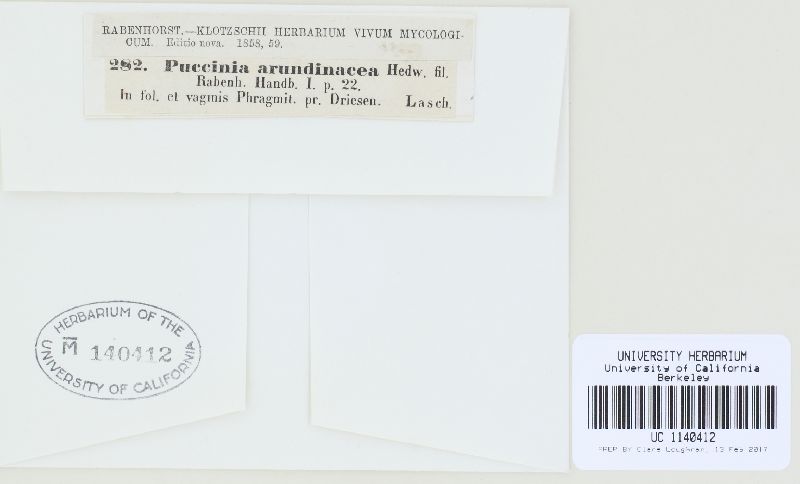 RABENHORST.—KLOTZSCHII HERBARIUM VIVUM MYCOLOGI-
CUM. Editio nova. 1858, 59.
282. Puccinia arundinacea Hedw. fil.
Rabenh. Handb. I. p. 22.
In fol. et vaginis Phragmit. pr. Driesen. Lasch.
HERBARIUM OF THE
M̅ 140412
UNIVERSITY OF CALIFORNIA
UNIVERSITY HERBARIUM
University of California
Berkeley
UC 1140412
PREP BY Clara Loughran, 13 Feb 2017